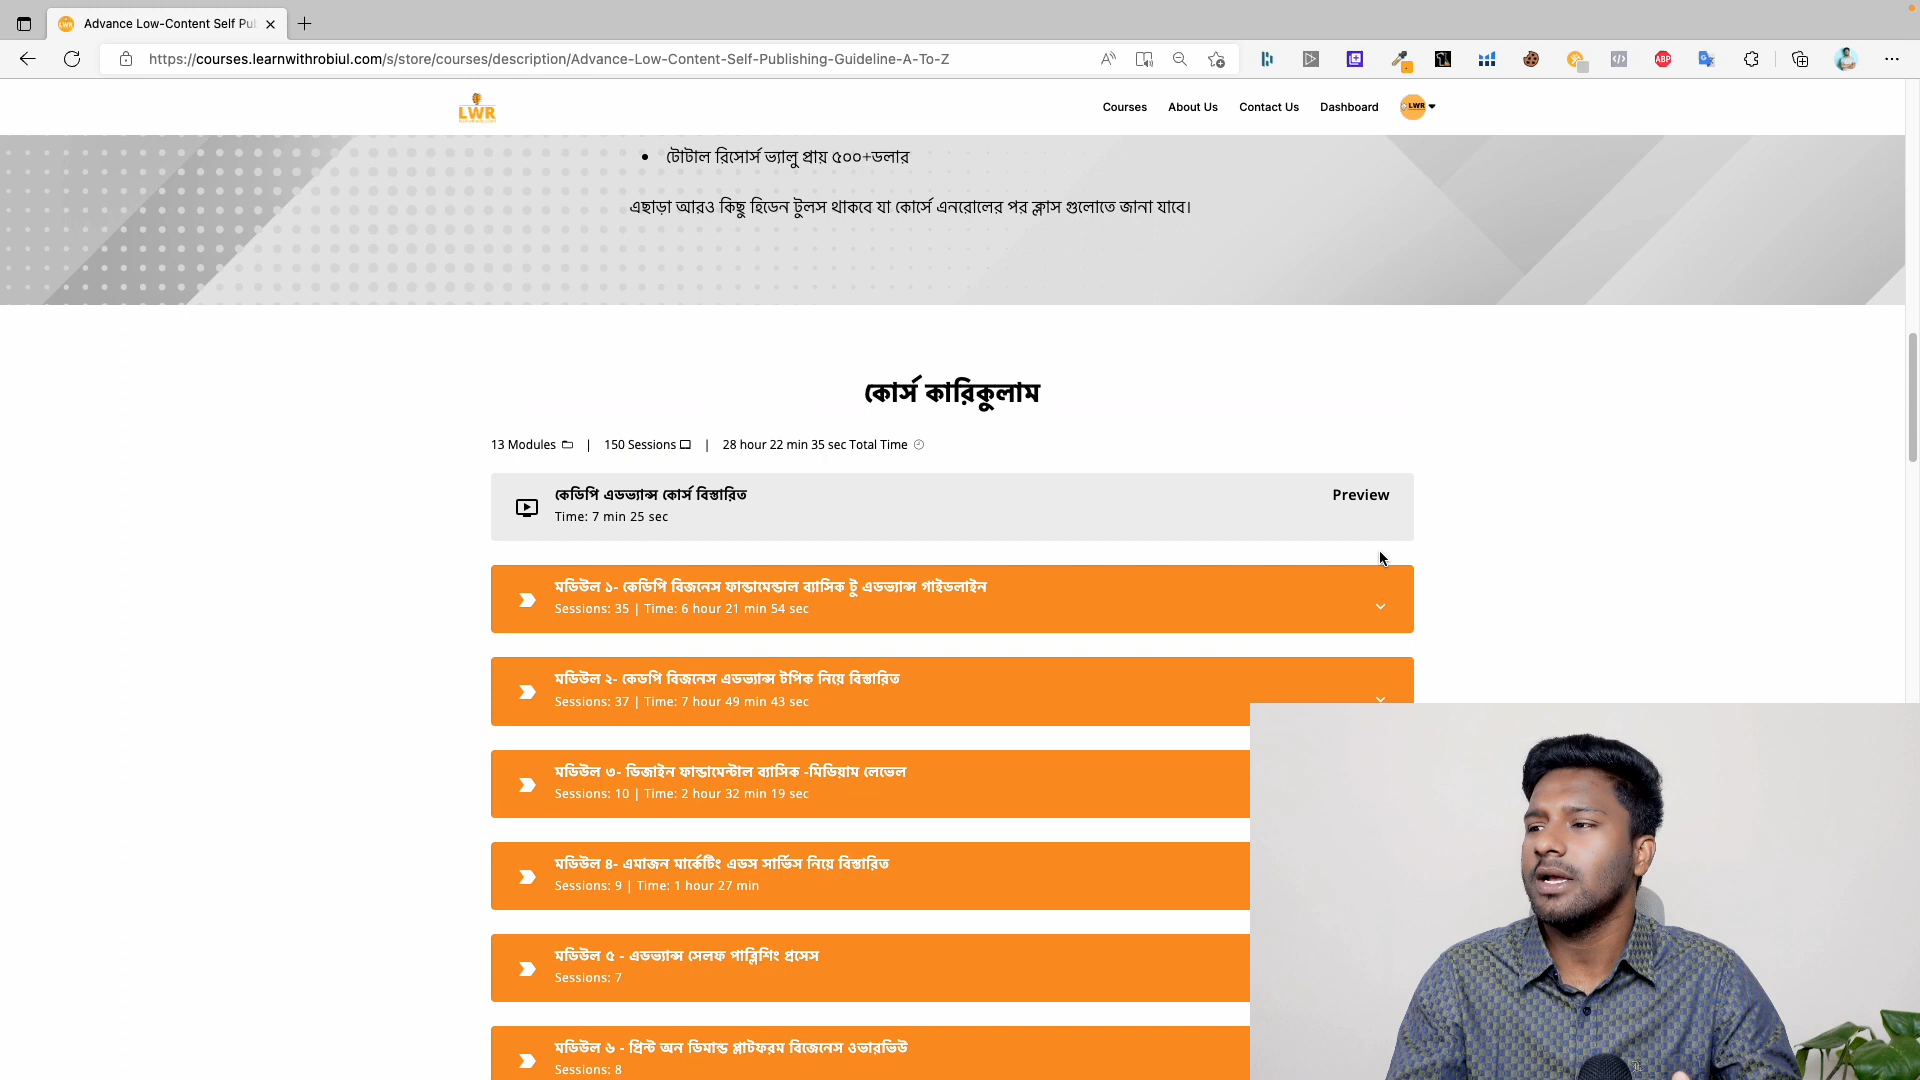 Advance Low-Content Self Pu
https://courses.learnwithrobiul.com/s/store/courses/description/Advance-Low-Content-Self-Publishing-Guideline-A-To-Z
LWR
Courses
About Us
Contact Us
Dashboard
LWR
টোটাল রিসোর্স ভ্যালু প্রায় ৫০০+ডলার
এছাড়া আরও কিছু হিডেন টুলস থাকবে যা কোর্সে এনরোলের পর ক্লাস গুলোতে জানা যাবে।
কোর্স কারিকুলাম
13 Modules | 150 Sessions | 28 hour 22 min 35 sec Total Time
কেডিপি এডভ্যান্স কোর্স বিস্তারিত
Preview
Time: 7 min 25 sec
মডিউল ১- কেডিপি বিজনেস ফান্ডামেন্ডাল ব্যাসিক টু এডভ্যান্স গাইডলাইন
Sessions: 35 | Time: 6 hour 21 min 54 sec
মডিউল ২- কেডপি বিজনেস এডভ্যান্স টপিক নিয়ে বিস্তারিত
Sessions: 37 | Time: 7 hour 49 min 43 sec
মডিউল ৩- ডিজাইন ফান্ডামেন্টাল ব্যাসিক -মিডিয়াম লেভেল
Sessions: 10 | Time: 2 hour 32 min 19 sec
মডিউল ৪- এমাজন মার্কেটিং এডস সার্ভিস নিয়ে বিস্তারিত
Sessions: 9 | Time: 1 hour 27 min
মডিউল ৫ - এডভ্যান্স সেলফ পাব্লিশিং প্রসেস
Sessions: 7
মডিউল ৬ - প্রিন্ট অন ডিমান্ড প্লাটফরম বিজেনেস ওভারভিউ
Sessions: 8